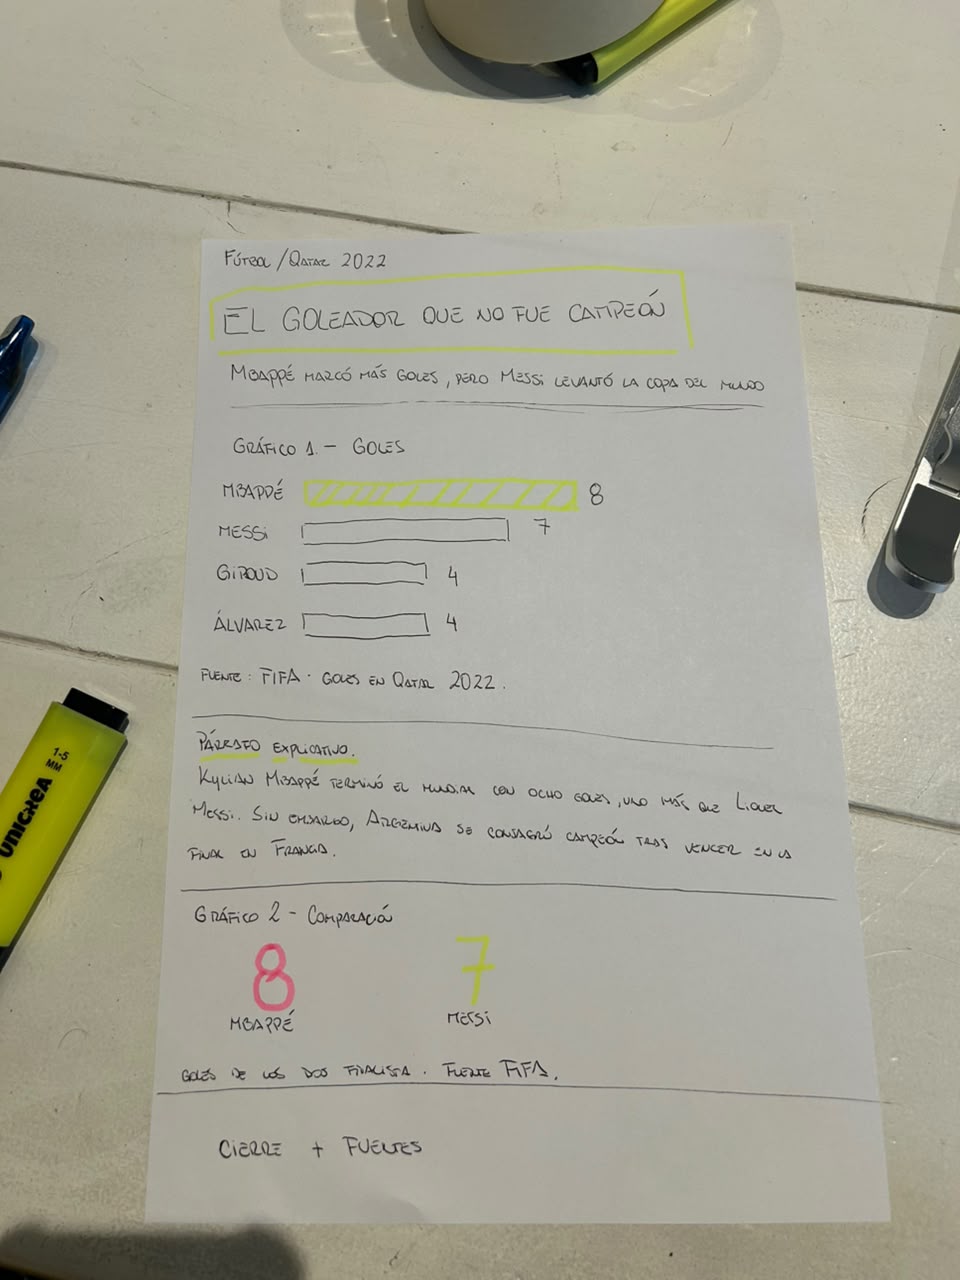 FÚTBOL/QATAR 2022
EL GOLEADOR QUE NO FUE CAMPEÓN
MBAPPÉ MARCÓ MÁS GOLES, PERO MESSI LEVANTÓ LA COPA DEL MUNDO
GRÁFICO 1. - GOLES
MBAPPÉ 8
MESSI 7
GIROUD 4
ÁLVAREZ 4
FUENTE: FIFA · GOLES EN QATAR 2022.
PÁRRAFO EXPLICATIVO.
KYLIAN MBAPPÉ TERMINÓ EL MUNDIAL CON OCHO GOLES, UNO MÁS QUE LIONEL
MESSI. SIN EMBARGO, ARGENTINA SE CONSAGRÓ CAMPEÓN TRAS VENCER EN LA
FINAL EN FRANCIA.
GRÁFICO 2 - COMPARACIÓN
8 7
MBAPPÉ MESSI
GOLES DE LOS DOS FINALISTA. FUENTE FIFA.
CIERRE + FUENTES
1-5
MM
UNICREA